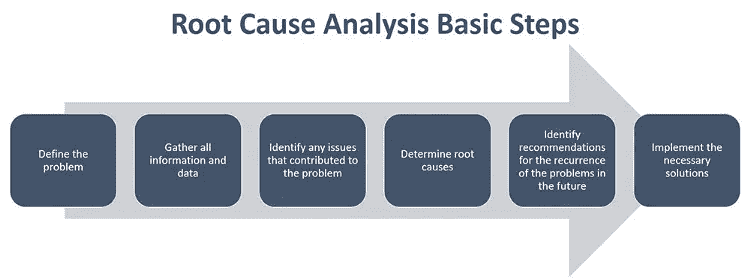 Root Cause Analysis Basic Steps
Define the
problem
Gather all
information and
data
Identify any issues
that contributed to
the problem
Determine root
causes
Identify
recommendations
for the recurrence
of the problems in
the future
Implement the
necessary
solutions